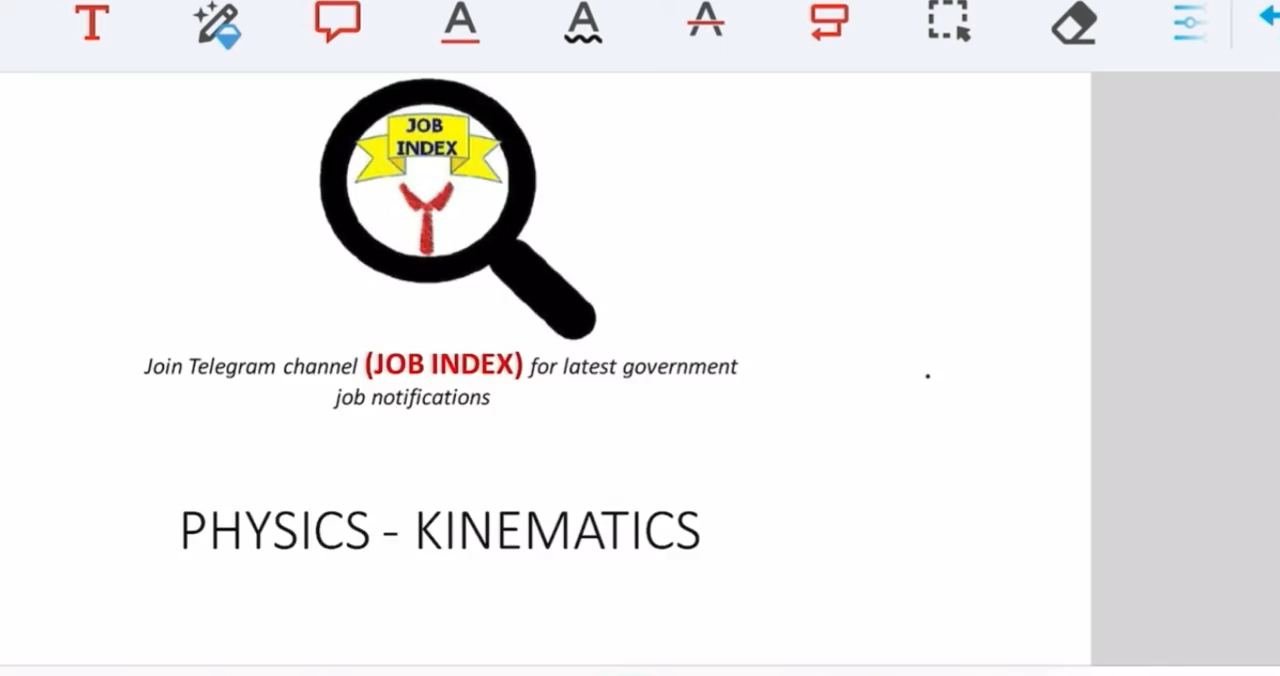 JOB
INDEX
Join Telegram channel (JOB INDEX) for latest government
job notifications
PHYSICS - KINEMATICS